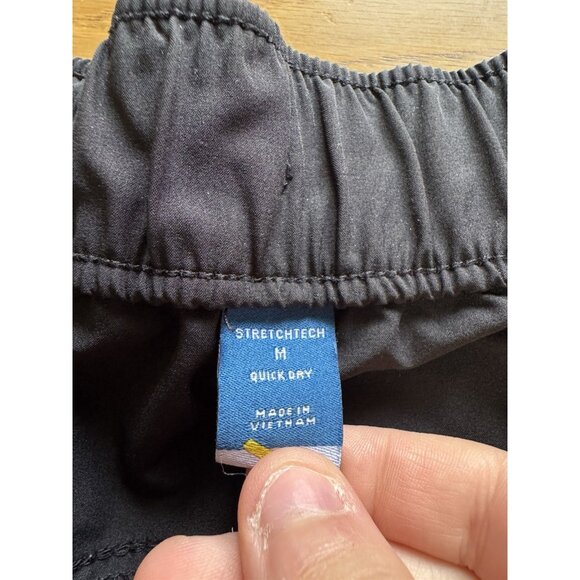 STRETCHTECH
M
QUICK DRY
MADE IN
VIETNAM